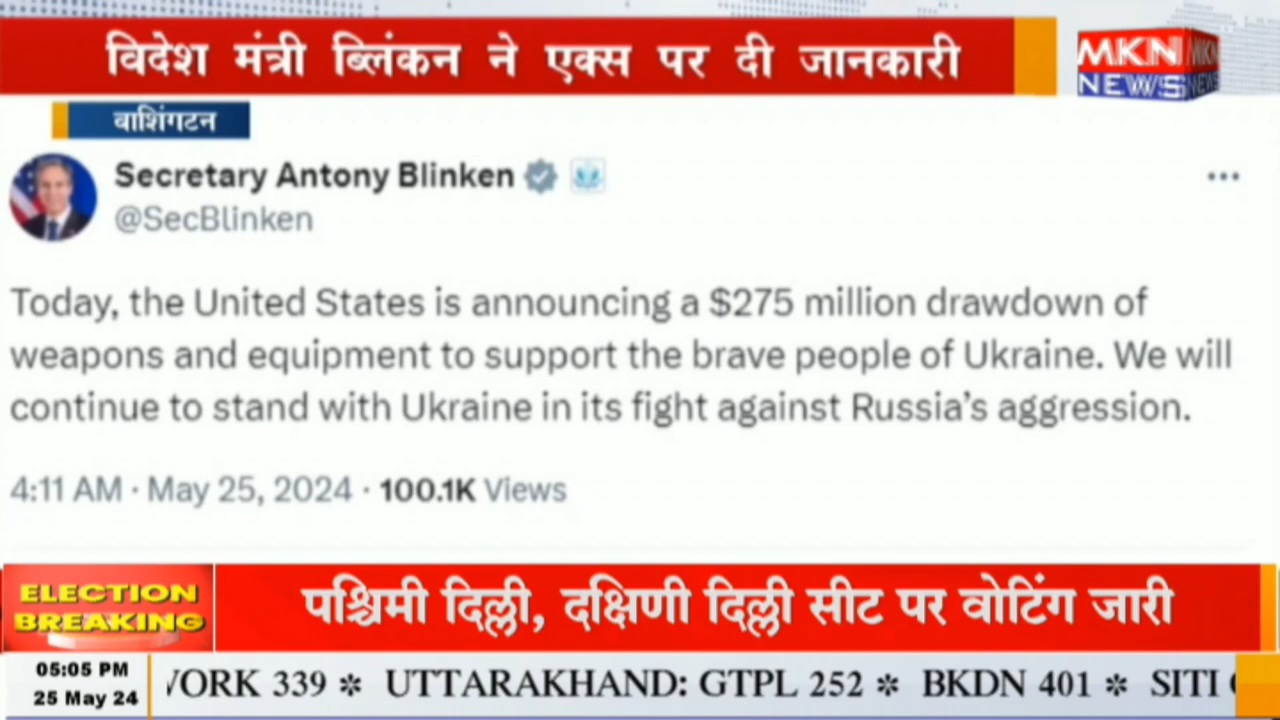 विदेश मंत्री ब्लिंकन ने एक्स पर दी जानकारी
MKN
NEWS
वाशिंगटन
Secretary Antony Blinken
@SecBlinken
Today, the United States is announcing a $275 million drawdown of
weapons and equipment to support the brave people of Ukraine. We will
continue to stand with Ukraine in its fight against Russia’s aggression.
4:11 AM · May 25, 2024 · 100.1K Views
ELECTION
BREAKING
पश्चिमी दिल्ली, दक्षिणी दिल्ली सीट पर वोटिंग जारी
05:05 PM
25 May 24
339 * UTTARAKHAND: GTPL 252 * BKDN 401 * SITI